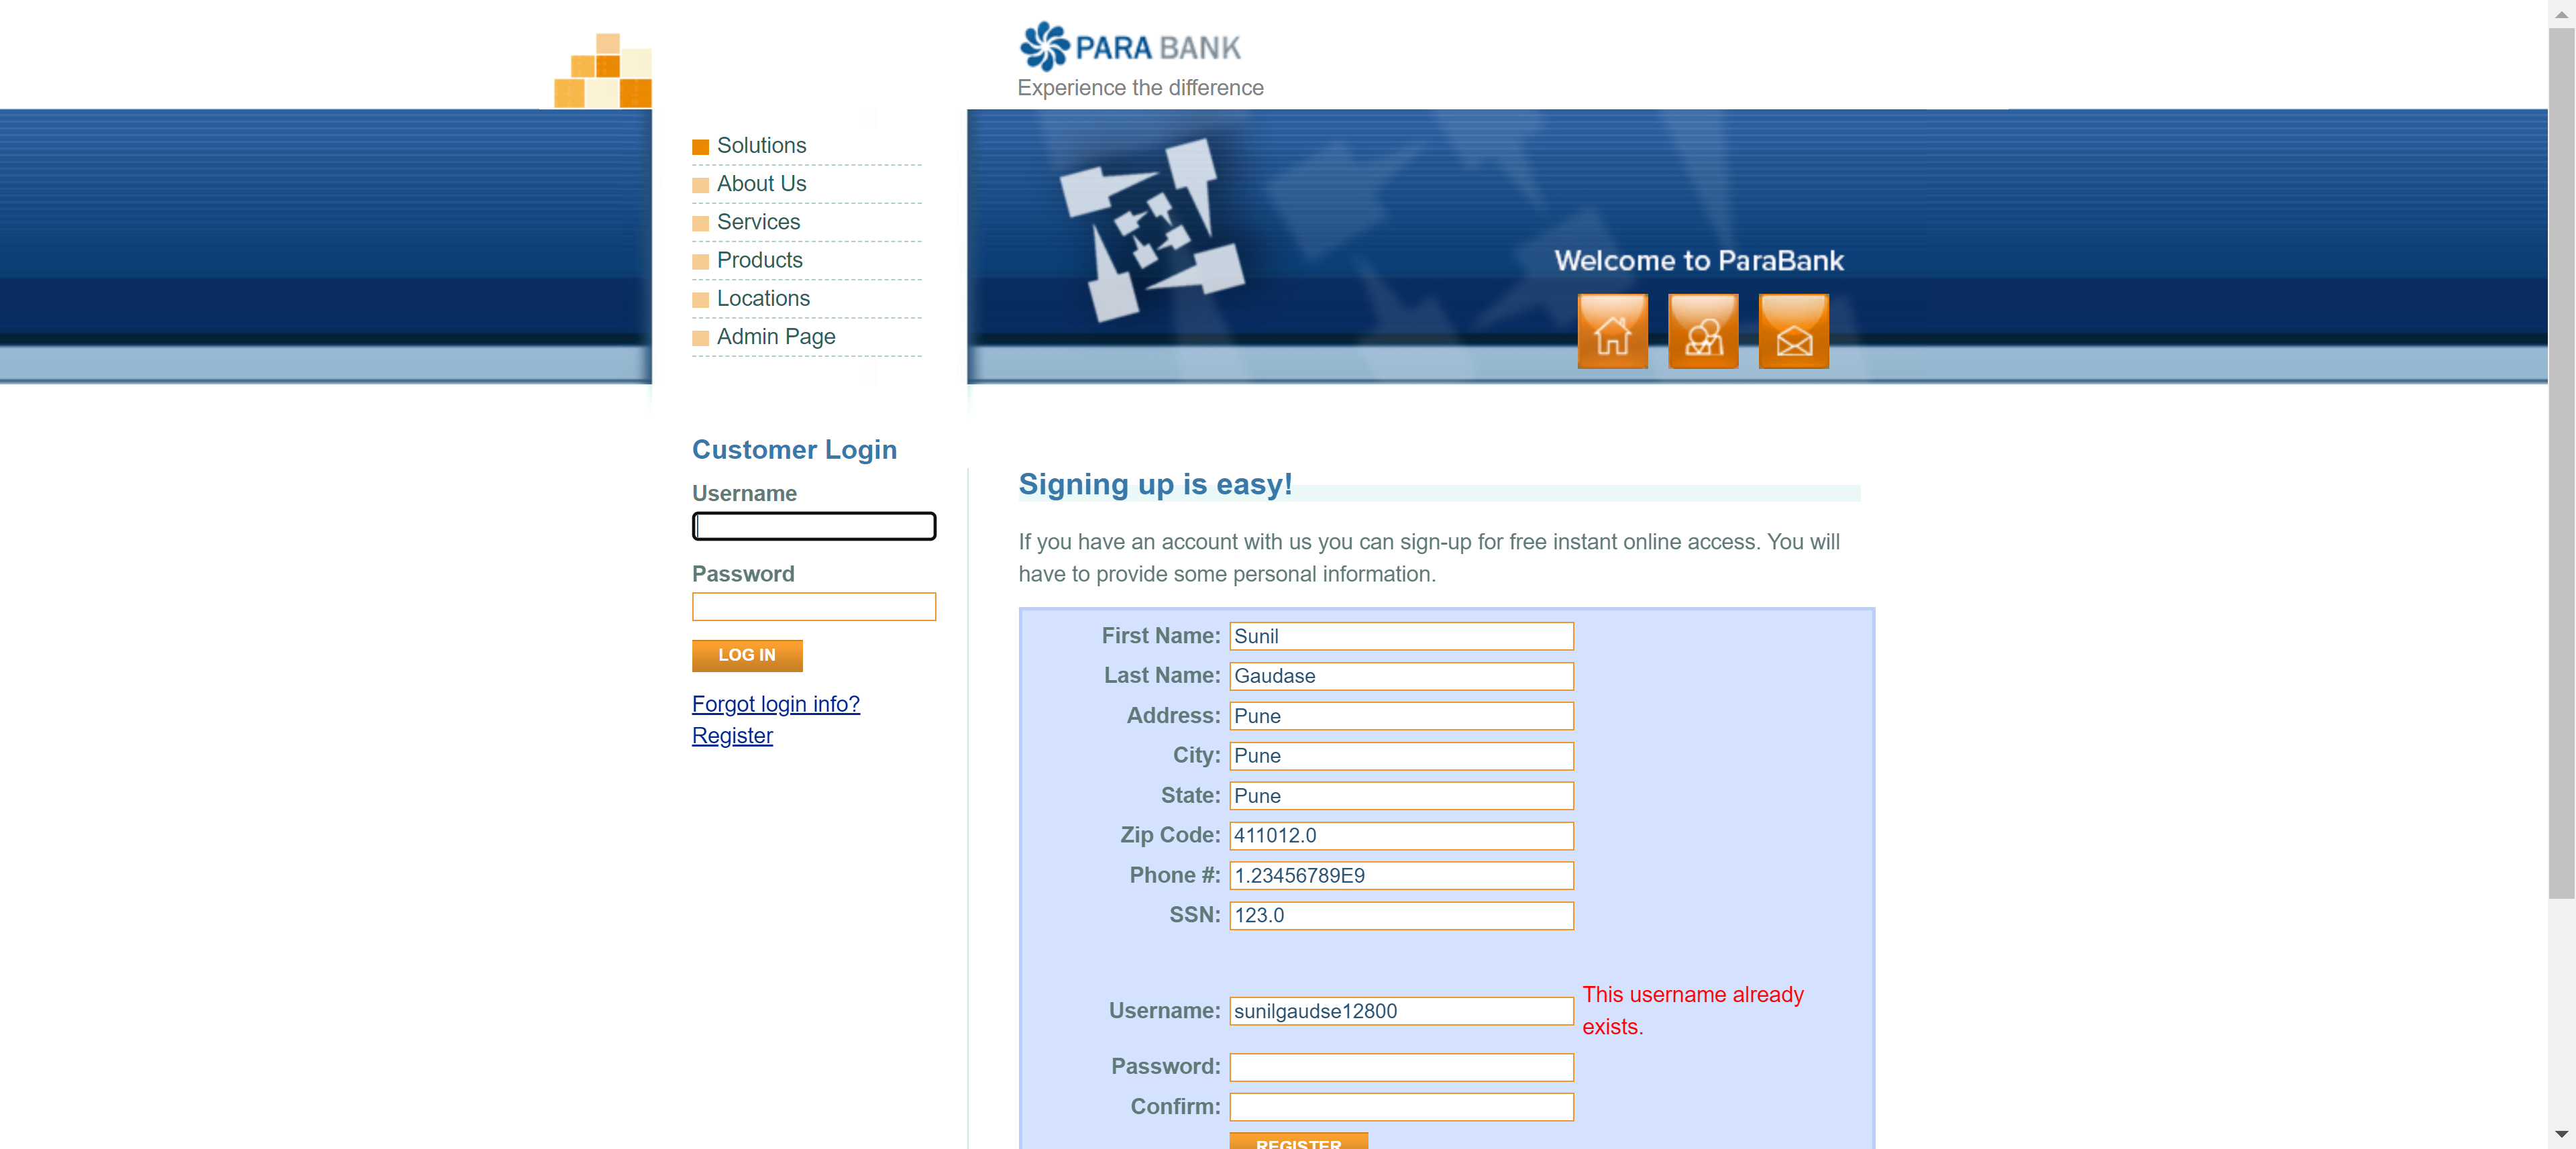 PARA BANK
Experience the difference
Solutions
About Us
Services
Products
Locations
Admin Page
Welcome to ParaBank
Customer Login
Username
Password
LOG IN
Forgot login info?
Register
Signing up is easy!
If you have an account with us you can sign-up for free instant online access. You will
have to provide some personal information.
First Name: Sunil
Last Name: Gaudase
Address: Pune
City: Pune
State: Pune
Zip Code: 411012.0
Phone #: 1.23456789E9
SSN: 123.0
Username: sunilgaudse12800 This username already
exists.
Password:
Confirm:
REGISTER